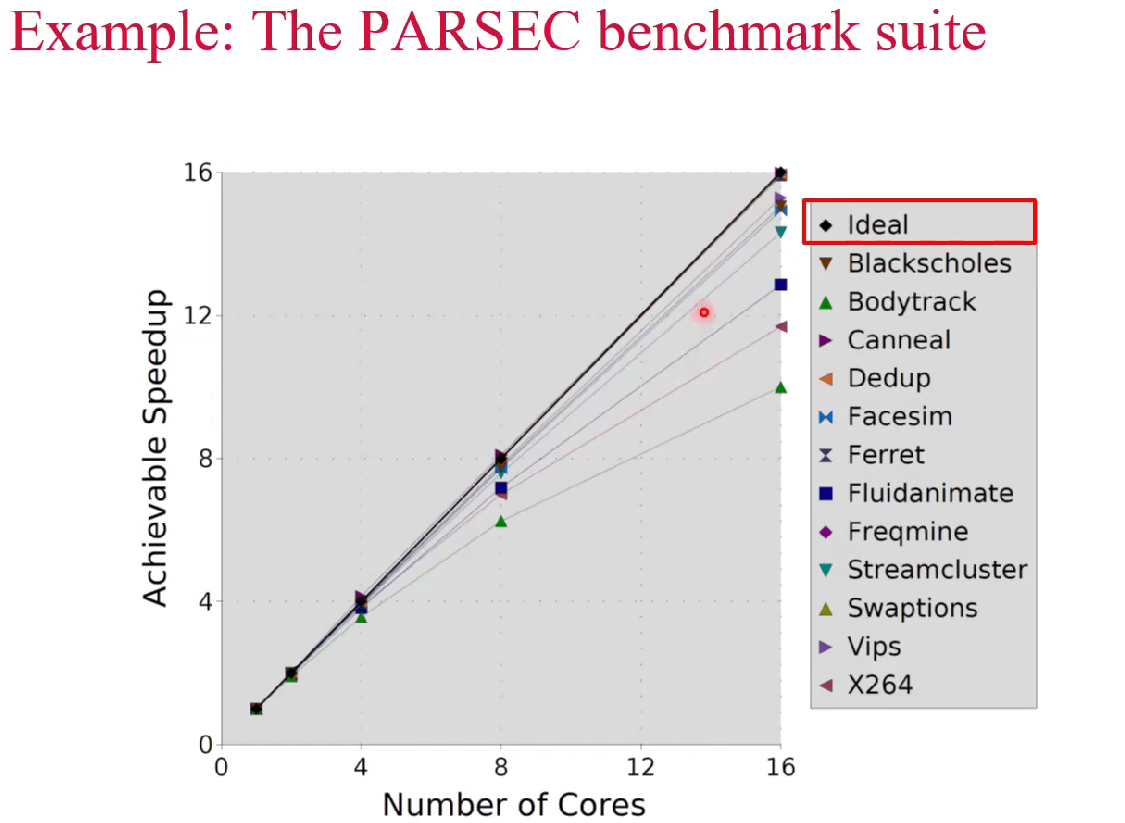 Example: The PARSEC benchmark suite
16
12
8
4
0
0 4 8 12 16
Achievable Speedup
Number of Cores
Ideal
Blackscholes
Bodytrack
Canneal
Dedup
Facesim
Ferret
Fluidanimate
Freqmine
Streamcluster
Swaptions
Vips
X264